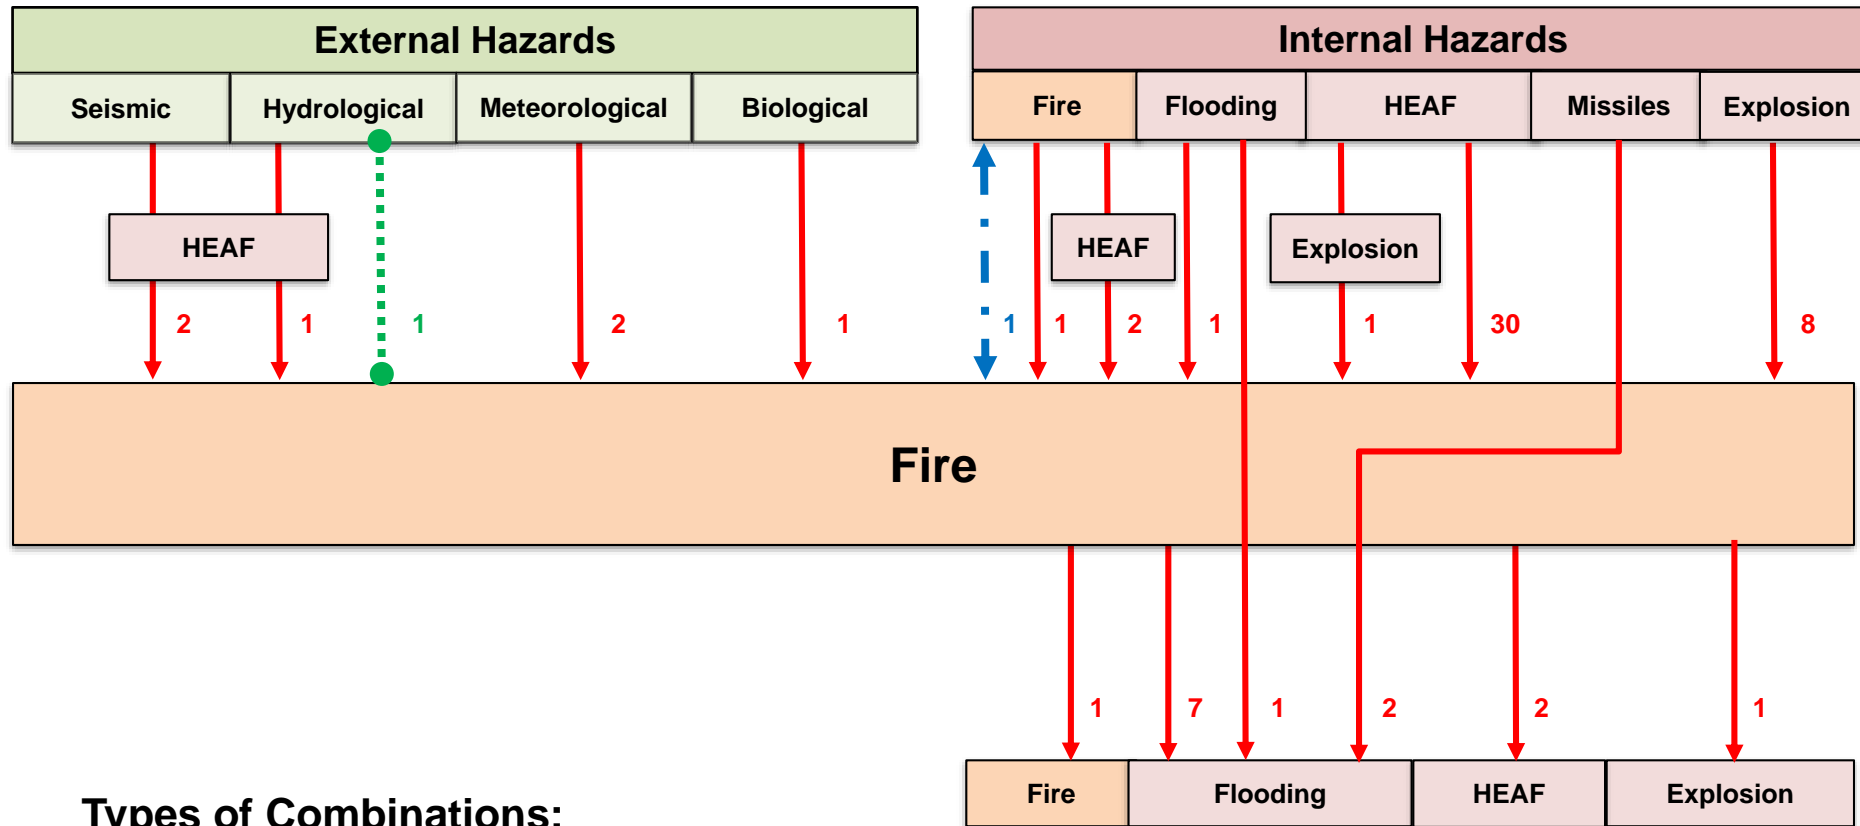 External Hazards
Internal Hazards
Seismic
Hydrological
Meteorological
Biological
Fire
Flooding
HEAF
Missiles
Explosion
HEAF
HEAF
Explosion
2
1
1
2
1
1
1
2
1
1
30
8
Fire
1
7
1
2
2
1
Fire
Flooding
HEAF
Explosion
Types of Combinations: